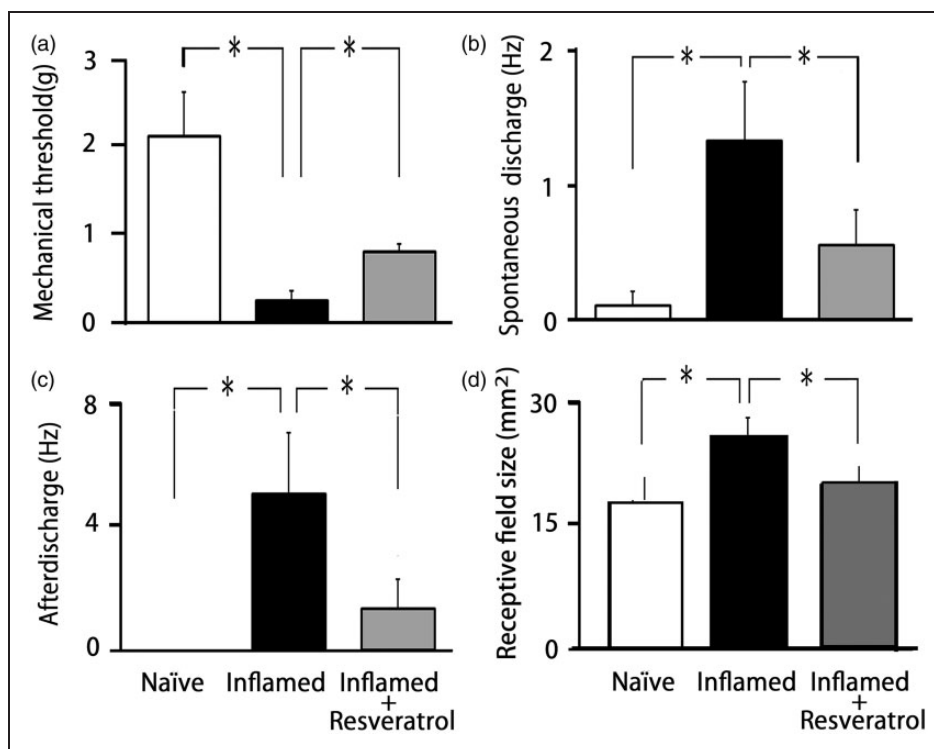 (a)
Mechanical threshold(g)
3
2
1
0
*
*
(b)
Spontaneous discharge (Hz)
2
1
0
*
*
(c)
Afterdischarge (Hz)
8
4
0
*
*
Naïve
Inflamed
Inflamed
+
Resveratrol
(d)
Receptive field size (mm²)
30
15
0
*
*
Naïve
Inflamed
Inflamed
+
Resveratrol